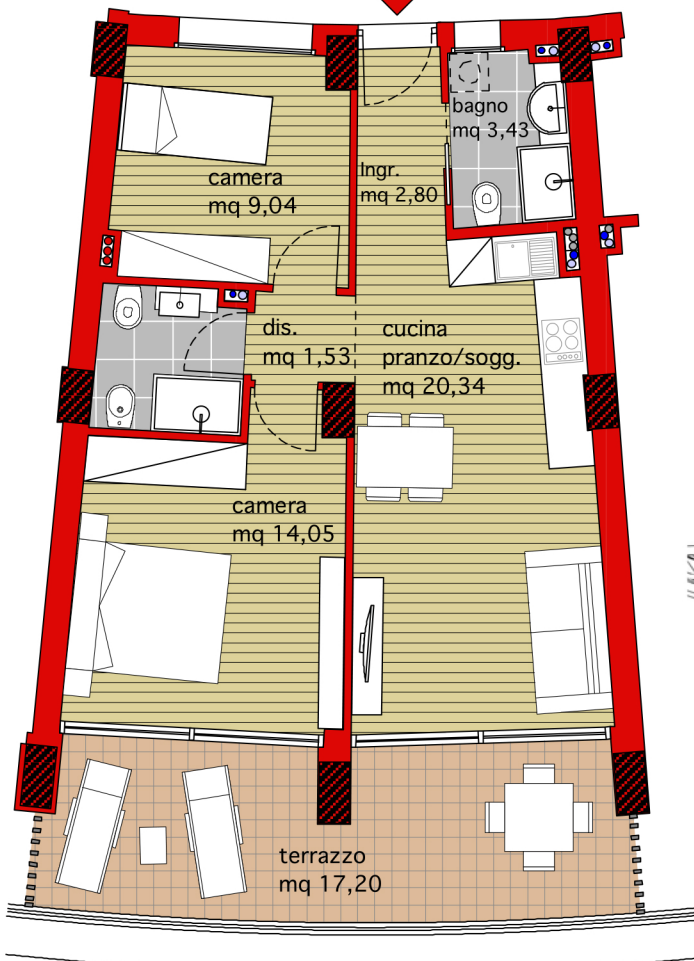 bagno
mq 3,43
Ingr.
mq 2,80
camera
mq 9,04
dis.
mq 1,53
cucina
pranzo/sogg.
mq 20,34
camera
mq 14,05
terrazzo
mq 17,20